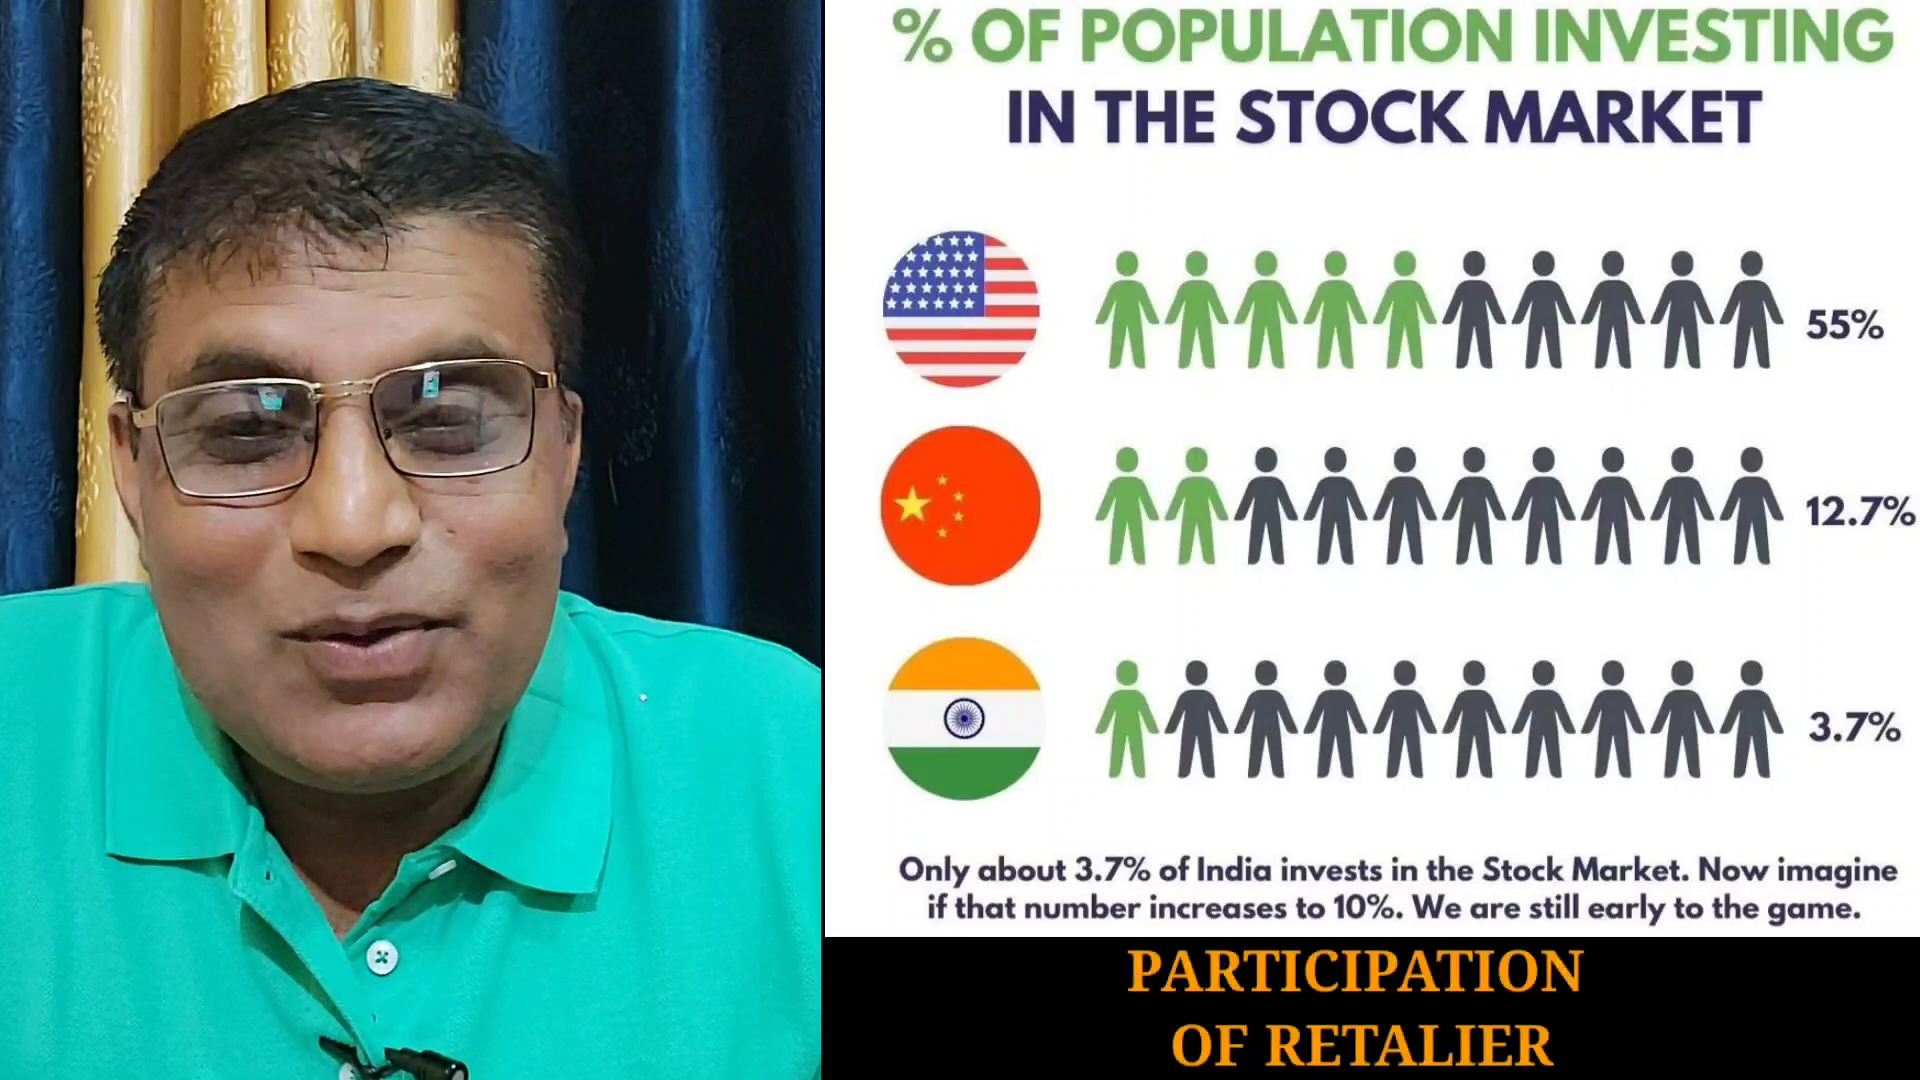 % OF POPULATION INVESTING
IN THE STOCK MARKET
55%
12.7%
3.7%
Only about 3.7% of India invests in the Stock Market. Now imagine
if that number increases to 10%. We are still early to the game.
PARTICIPATION
OF RETALIER